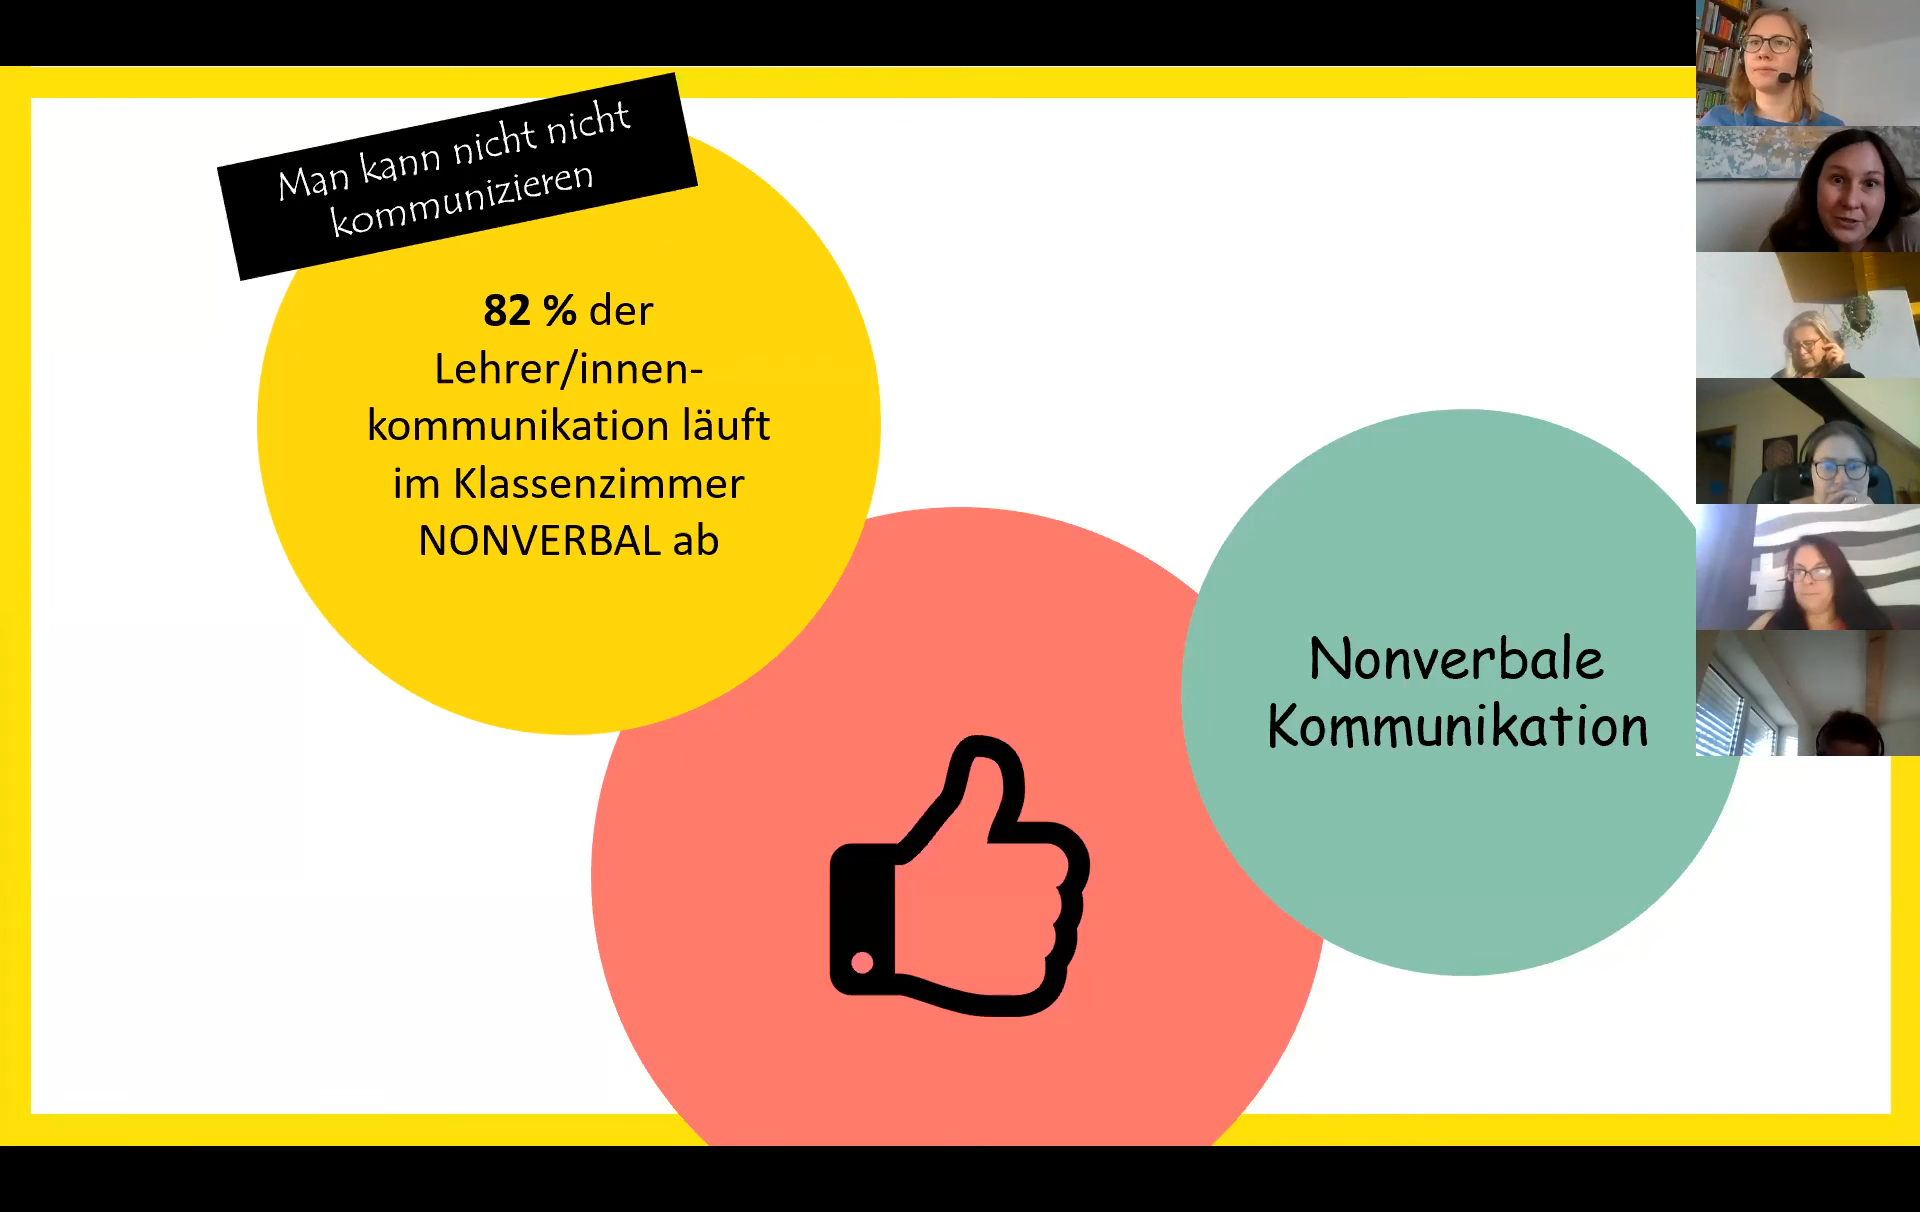 Man kann nicht nicht
kommunizieren
82 % der
Lehrer/innen-
kommunikation läuft
im Klassenzimmer
NONVERBAL ab
Nonverbale
Kommunikation